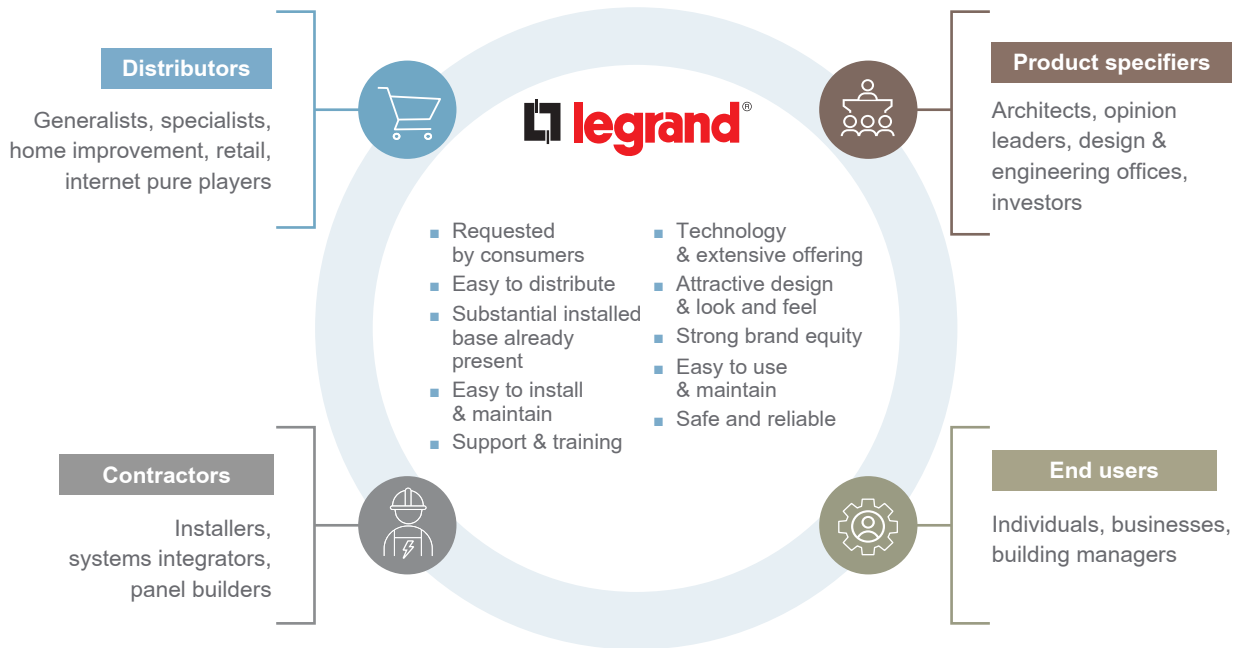 Distributors
Generalists, specialists,
home improvement, retail,
internet pure players
legrand®
Product specifiers
Architects, opinion
leaders, design &
engineering offices,
investors
▪ Requested
by consumers
▪ Easy to distribute
▪ Substantial installed
base already
present
▪ Easy to install
& maintain
▪ Support & training
▪ Technology
& extensive offering
▪ Attractive design
& look and feel
▪ Strong brand equity
▪ Easy to use
& maintain
▪ Safe and reliable
Contractors
Installers,
systems integrators,
panel builders
End users
Individuals, businesses,
building managers